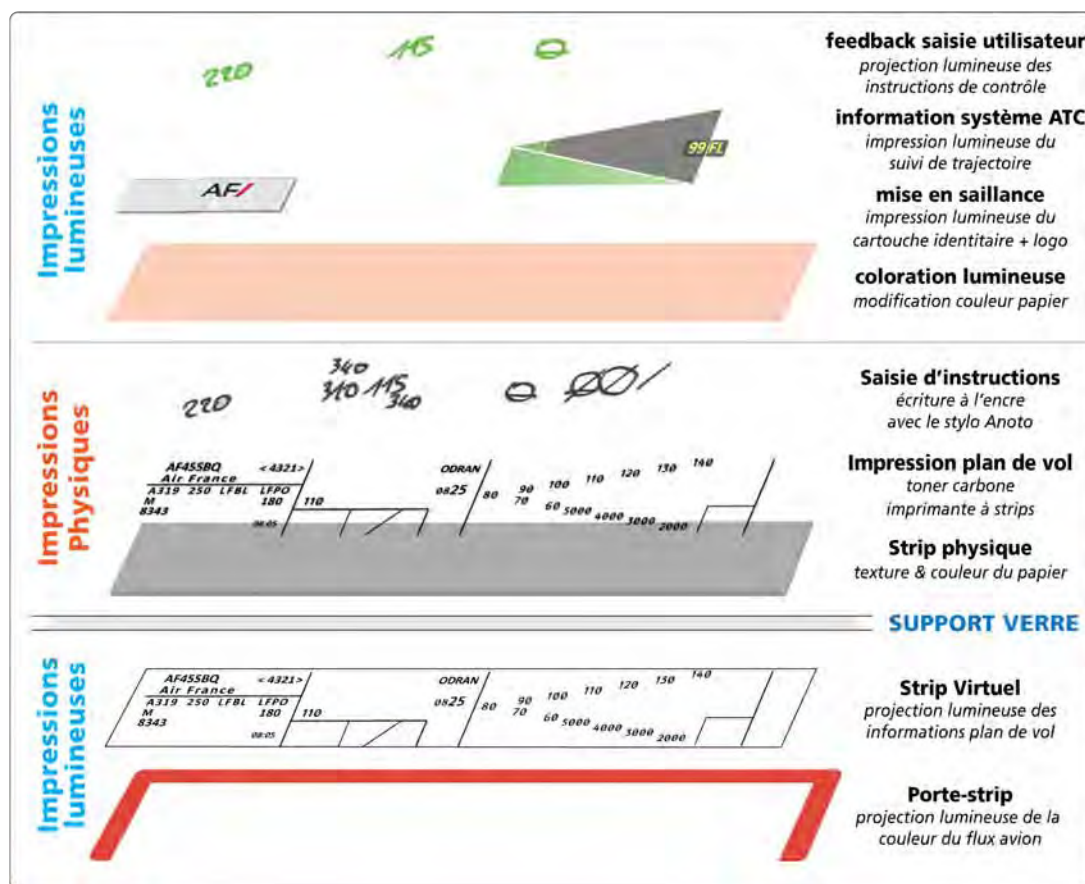 Impressions
lumineuses
220
115
O
AF/
99 FL
feedback saisie utilisateur
projection lumineuse des
instructions de contrôle
information système ATC
impression lumineuse du
suivi de trajectoire
mise en saillance
impression lumineuse du
cartouche identitaire + logo
coloration lumineuse
modification couleur papier
Impressions
Physiques
220
340
310 115
340
AF455BQ <4321>
Air France
A319 250 LFBL LFPO
M 180
8343
08:05
110
ODRAN
0825
80 90 100 110 120 130 140
70 60 5000 4000 3000 2000
Saisie d'instructions
écriture à l'encre
avec le stylo Anoto
Impression plan de vol
toner carbone
imprimante à strips
Strip physique
texture & couleur du papier
SUPPORT VERRE
Impressions
lumineuses
AF455BQ <4321>
Air France
A319 250 LFBL LFPO
M 180
8343
08:05
110
ODRAN
0825
80 90 100 110 120 130 140
70 60 5000 4000 3000 2000
Strip Virtuel
projection lumineuse des
informations plan de vol
Porte-strip
projection lumineuse de la
couleur du flux avion